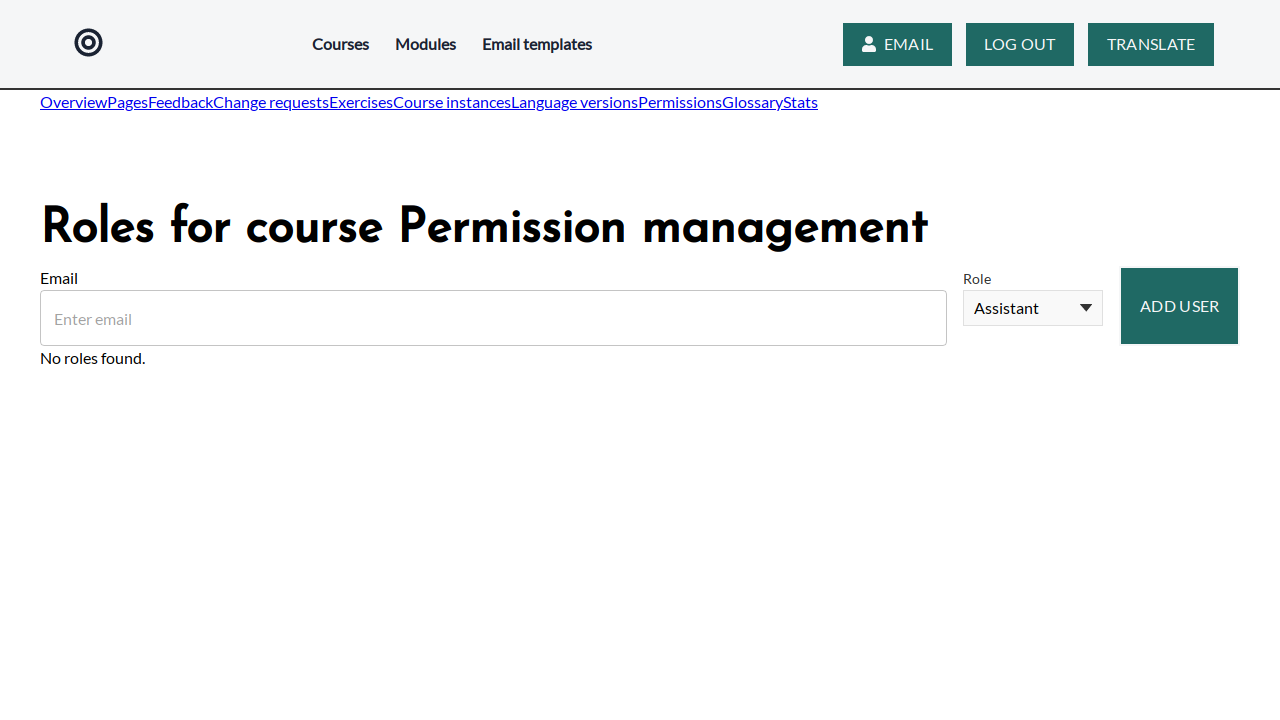 Courses Modules Email templates EMAIL LOG OUT TRANSLATE
OverviewPagesFeedbackChange requestsExercisesCourse instancesLanguage versionsPermissionsGlossaryStats
Roles for course Permission management
Email Role
Enter email Assistant ADD USER
No roles found.